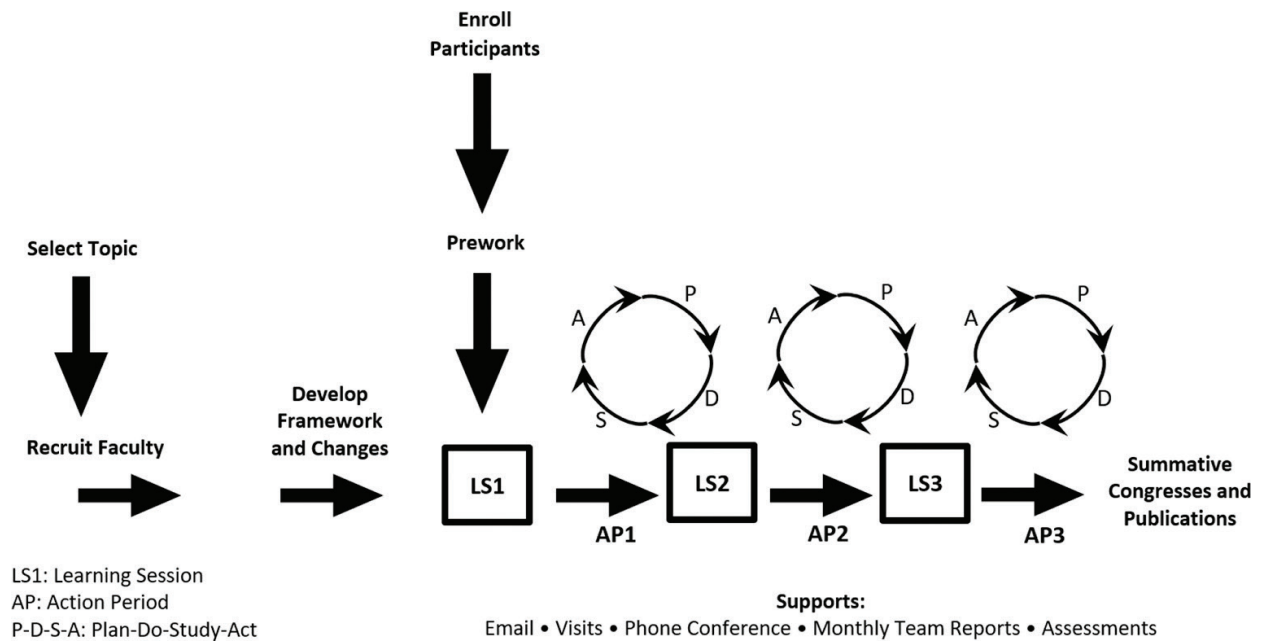 Enroll
Participants
Prework
Select Topic
Recruit Faculty
Develop
Framework
and Changes
A
P
D
S
A
P
D
S
A
P
D
S
LS1
AP1
LS2
AP2
LS3
AP3
Summative
Congresses and
Publications
LS1: Learning Session
AP: Action Period
P-D-S-A: Plan-Do-Study-Act
Supports:
Email • Visits • Phone Conference • Monthly Team Reports • Assessments